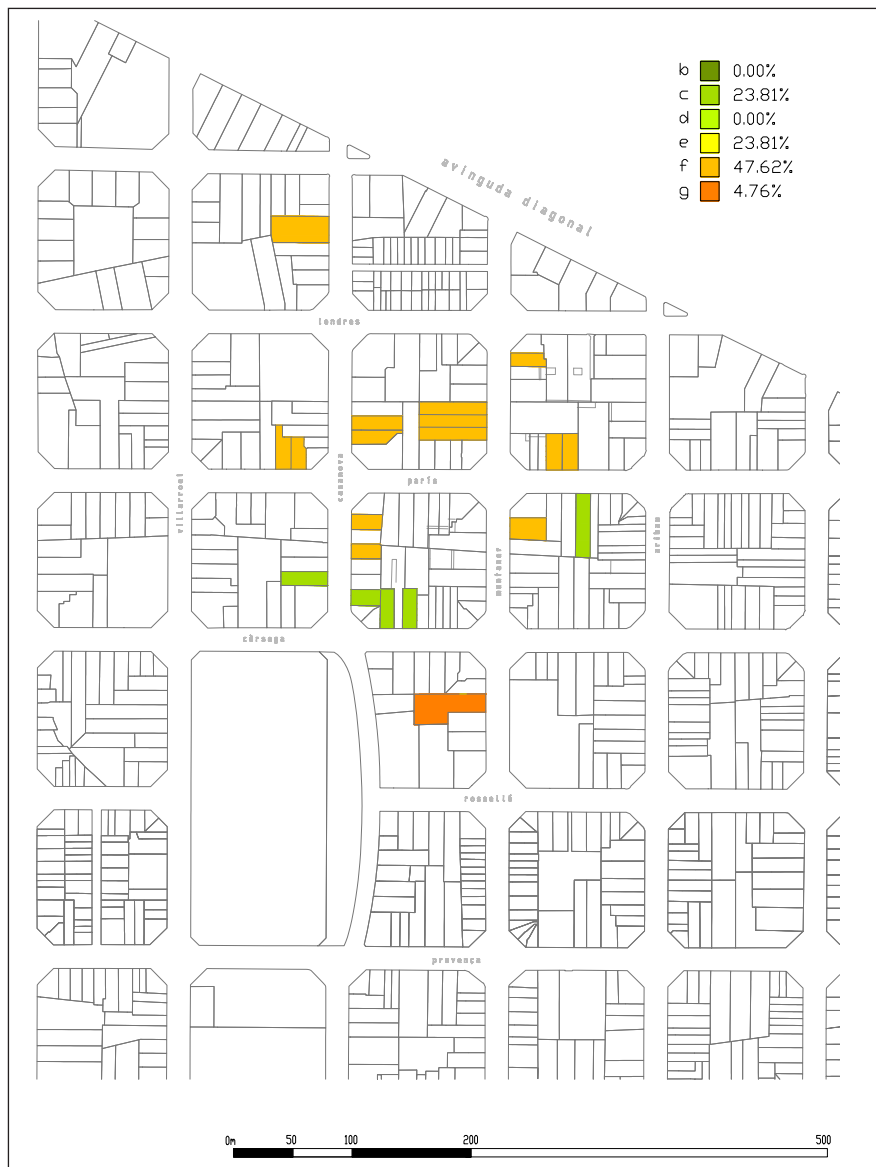 b 0.00%
c 23.81%
d 0.00%
e 23.81%
f 47.62%
g 4.76%
avinguda diagonal
londres
villarroel
casanova
parís
muntaner
aribau
còrsega
rosselló
provença
0m 50 100 200 500